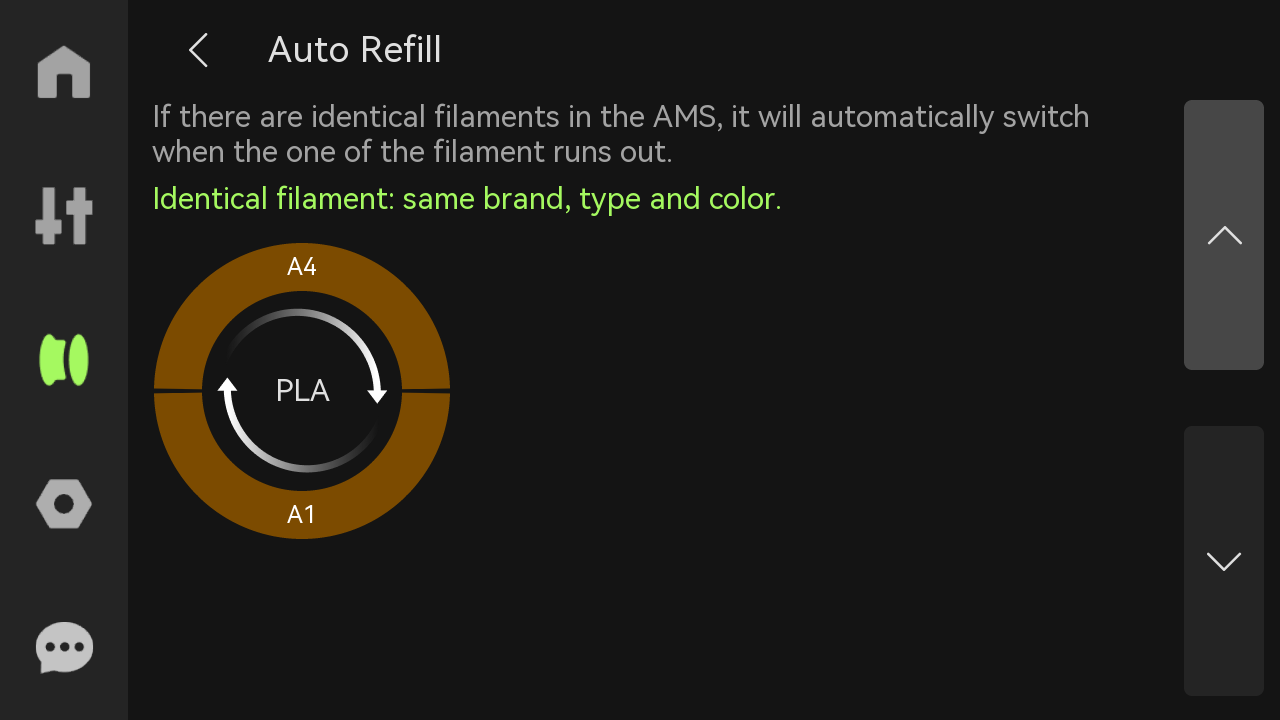 Auto Refill
If there are identical filaments in the AMS, it will automatically switch
when the one of the filament runs out.
Identical filament: same brand, type and color.
A4
PLA
A1